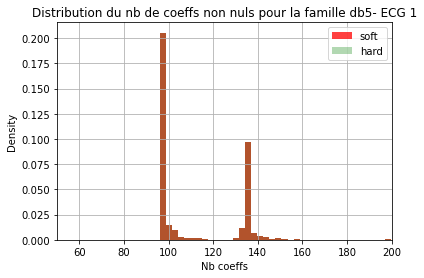 Distribution du nb de coeffs non nuls pour la famille db5- ECG 1
soft
hard
0.200
0.175
0.150
0.125
0.100
0.075
0.050
0.025
0.000
Density
60 80 100 120 140 160 180 200
Nb coeffs